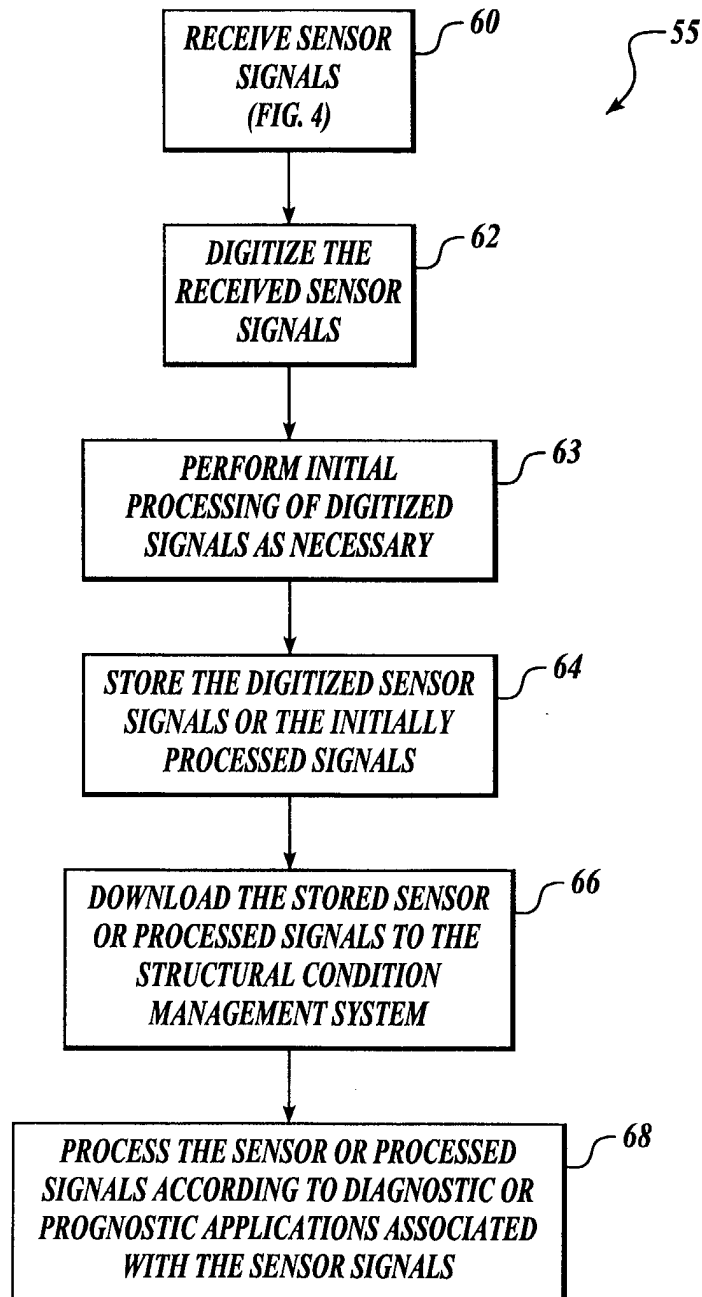 RECEIVE SENSOR
SIGNALS
(FIG. 4)
60
55
DIGITIZE THE
RECEIVED SENSOR
SIGNALS
62
PERFORM INITIAL
PROCESSING OF DIGITIZED
SIGNALS AS NECESSARY
63
STORE THE DIGITIZED SENSOR
SIGNALS OR THE INITIALLY
PROCESSED SIGNALS
64
DOWNLOAD THE STORED SENSOR
OR PROCESSED SIGNALS TO THE
STRUCTURAL CONDITION
MANAGEMENT SYSTEM
66
PROCESS THE SENSOR OR PROCESSED
SIGNALS ACCORDING TO DIAGNOSTIC OR
PROGNOSTIC APPLICATIONS ASSOCIATED
WITH THE SENSOR SIGNALS
68